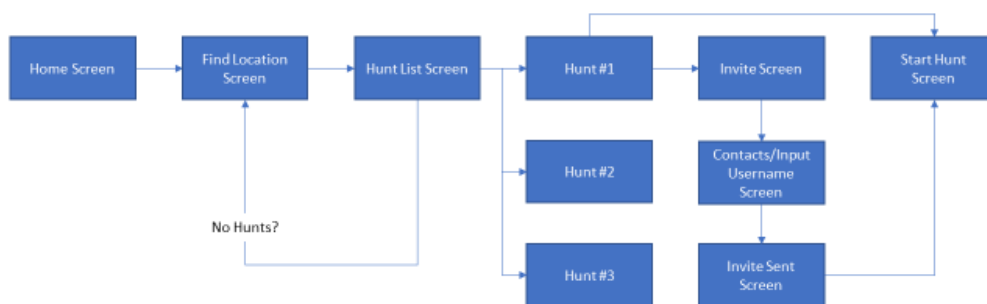 Home Screen
Find Location
Screen
Hunt List Screen
Hunt #1
Invite Screen
Start Hunt
Screen
Hunt #2
Contacts/Input
Username
Screen
No Hunts?
Hunt #3
Invite Sent
Screen